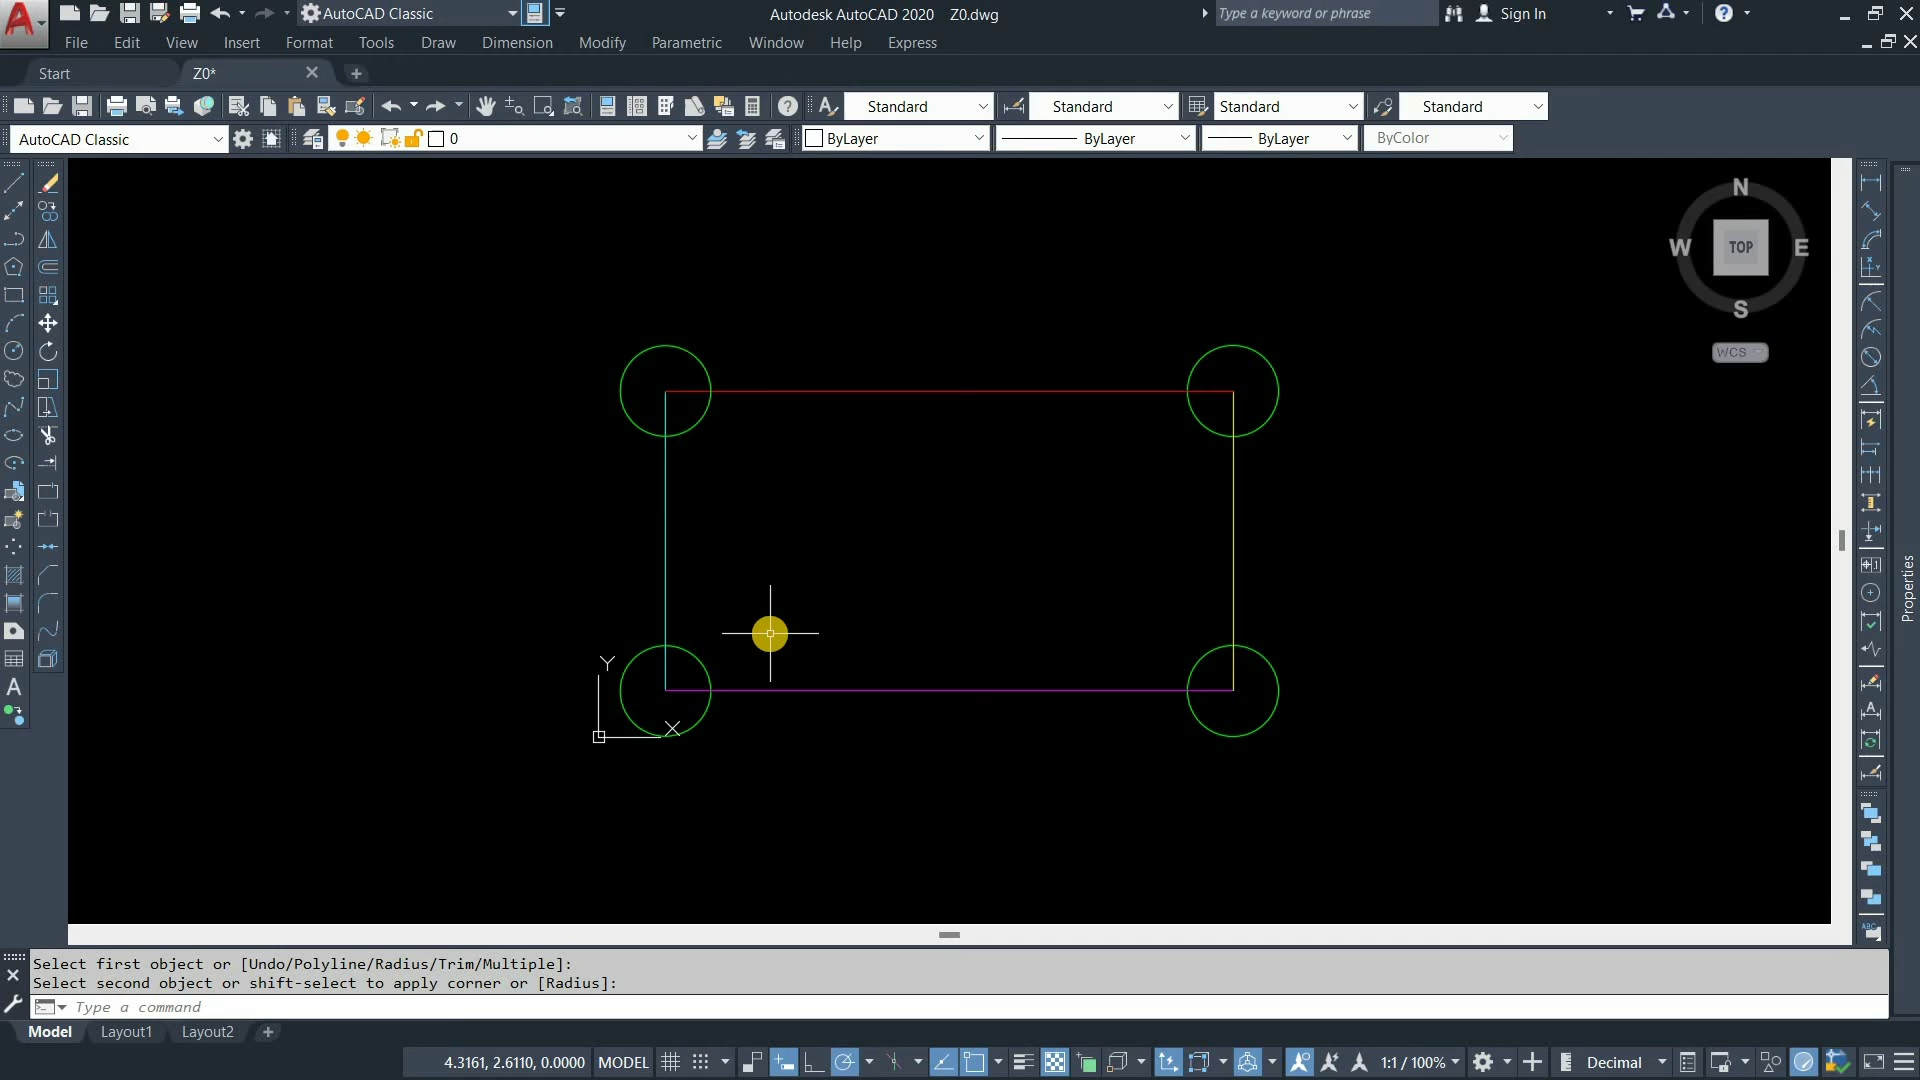 AutoCAD Classic
Autodesk AutoCAD 2020 Z0.dwg
Type a keyword or phrase
Sign In
File Edit View Insert Format Tools Draw Dimension Modify Parametric Window Help Express
Start
Z0*
Standard
Standard
Standard
Standard
AutoCAD Classic
0
ByLayer
ByLayer
ByLayer
ByColor
N
W TOP E
S
WCS
Y
X
Properties
Select first object or [Undo/Polyline/Radius/Trim/Multiple]:
Select second object or shift-select to apply corner or [Radius]:
Type a command
Model Layout1 Layout2
4.3161, 2.6110, 0.0000 MODEL 1:1 / 100% Decimal